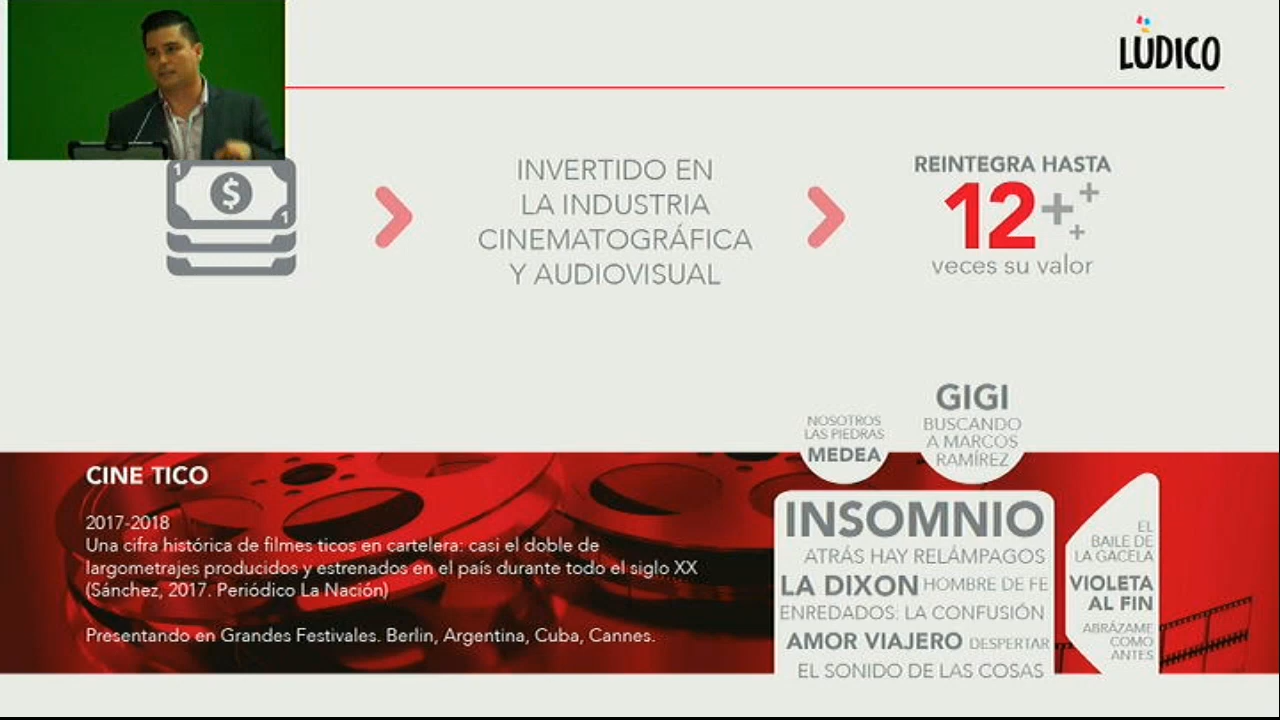 LÚDICO
1
$
1
INVERTIDO EN
LA INDUSTRIA
CINEMATOGRÁFICA
Y AUDIOVISUAL
REINTEGRA HASTA
12+++
veces su valor
NOSOTROS
LAS PIEDRAS
MEDEA
GIGI
BUSCANDO
A MARCOS
RAMÍREZ
CINE TICO
2017-2018
Una cifra histórica de filmes ticos en cartelera: casi el doble de
largometrajes producidos y estrenados en el país durante todo el siglo XX
(Sánchez, 2017. Periódico La Nación)
Presentando en Grandes Festivales. Berlin, Argentina, Cuba, Cannes.
INSOMNIO
ATRÁS HAY RELÁMPAGOS
LA DIXON HOMBRE DE FE
ENREDADOS: LA CONFUSIÓN
AMOR VIAJERO DESPERTAR
EL SONIDO DE LAS COSAS
EL
BAILE DE
LA GACELA
VIOLETA
AL FIN
ABRÁZAME
COMO
ANTES